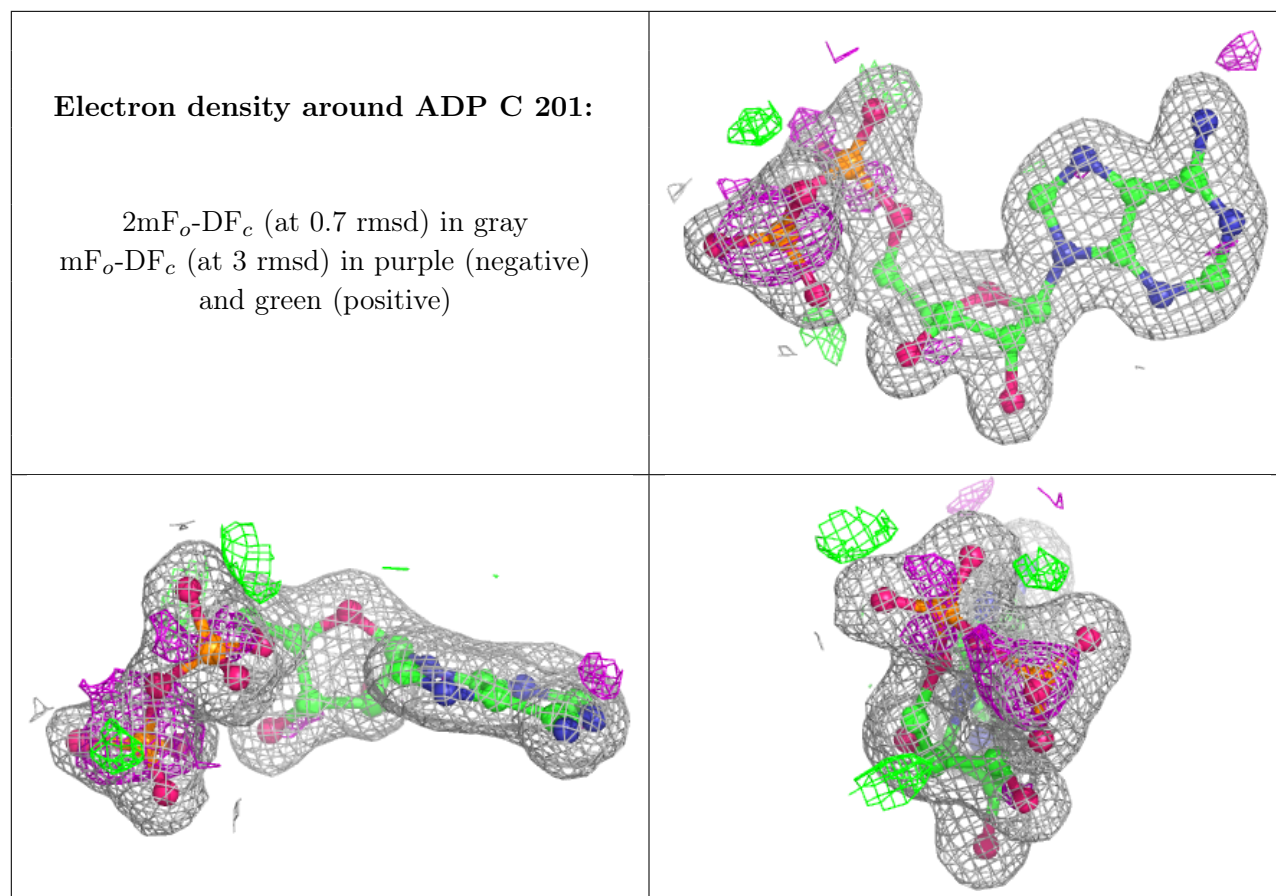 Electron density around ADP C 201:
2mFo-DFc (at 0.7 rmsd) in gray
mFo-DFc (at 3 rmsd) in purple (negative)
and green (positive)